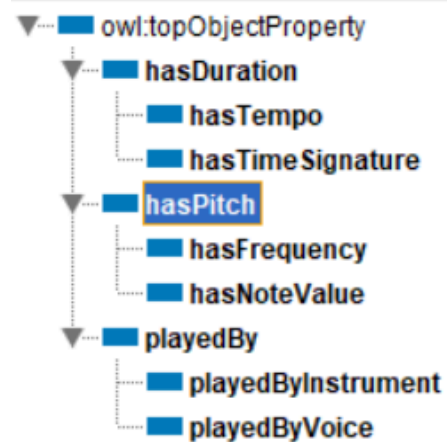 owl:topObjectProperty
hasDuration
hasTempo
hasTimeSignature
hasPitch
hasFrequency
hasNoteValue
playedBy
playedByInstrument
playedByVoice